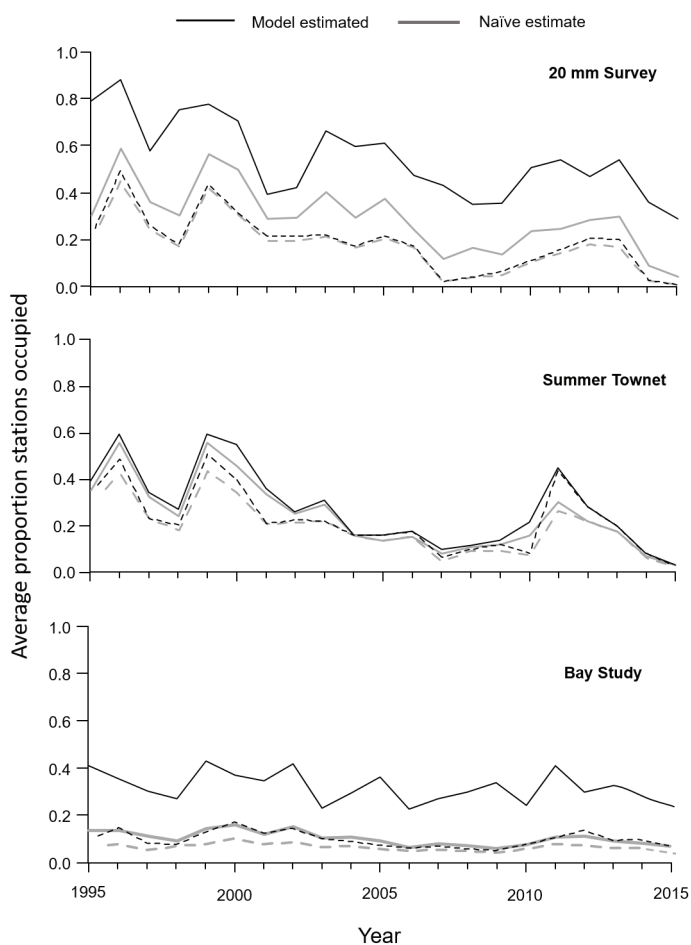 Model estimated Naïve estimate
20 mm Survey
1.0
0.8
0.6
0.4
0.2
0.0
Summer Townet
1.0
0.8
0.6
0.4
0.2
0.0
Bay Study
1.0
0.8
0.6
0.4
0.2
0.0
1995 2000 2005 2010 2015
Average proportion stations occupied
Year